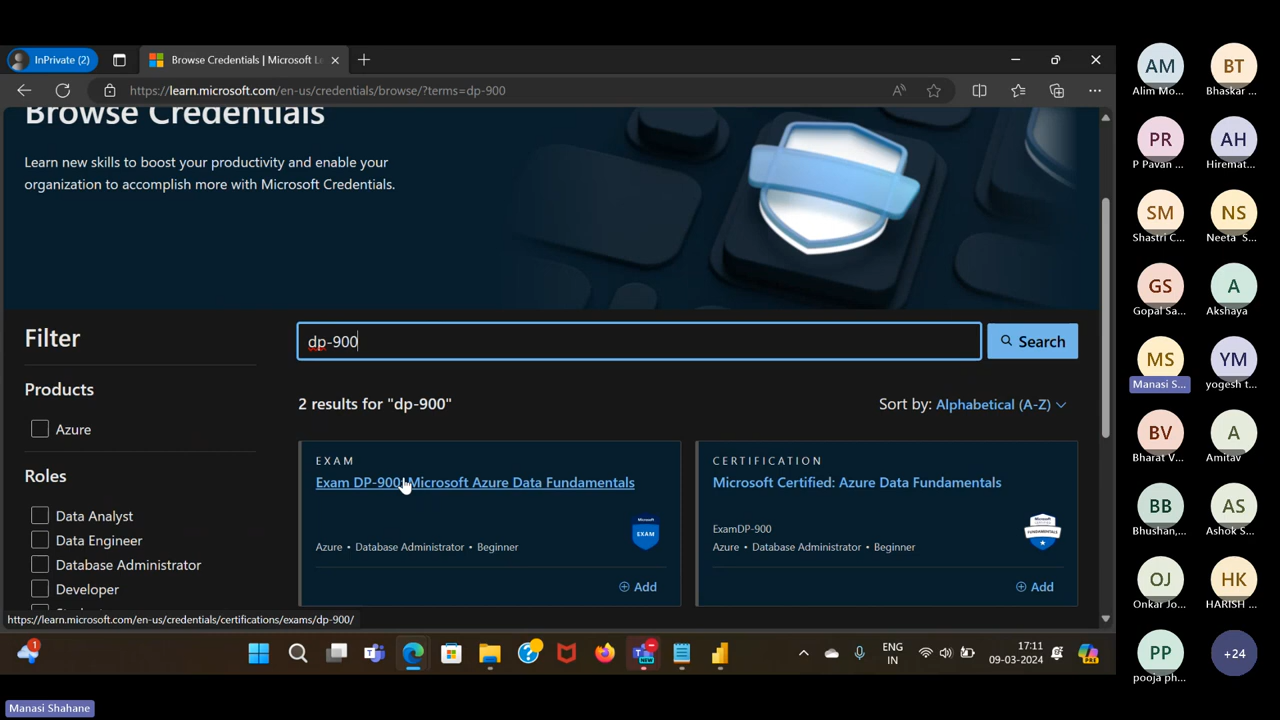 InPrivate (2)
Browse Credentials | Microsoft L
https://learn.microsoft.com/en-us/credentials/browse/?terms=dp-900
Browse Credentials
Learn new skills to boost your productivity and enable your
organization to accomplish more with Microsoft Credentials.
Filter
Products
Azure
Roles
Data Analyst
Data Engineer
Database Administrator
Developer
dp-900
Search
2 results for "dp-900"
Sort by: Alphabetical (A-Z)
EXAM
Exam DP-900: Microsoft Azure Data Fundamentals
Microsoft
EXAM
Azure • Database Administrator • Beginner
Add
CERTIFICATION
Microsoft Certified: Azure Data Fundamentals
ExamDP-900
FUNDAMENTALS
Azure • Database Administrator • Beginner
Add
https://learn.microsoft.com/en-us/credentials/certifications/exams/dp-900/
1
NEW
ENG
IN
17:11
09-03-2024
PRE
AM
Alim Mo...
BT
Bhaskar ...
PR
P Pavan ...
AH
Hiremat...
SM
Shastri C...
NS
Neeta S...
GS
Gopal Sa...
A
Akshaya
MS
Manasi S...
YM
yogesh t...
BV
Bharat V...
A
Amitav
BB
Bhushan,...
AS
Ashok S...
OJ
Onkar Jo...
HK
HARISH ...
PP
pooja ph...
+24
Manasi Shahane